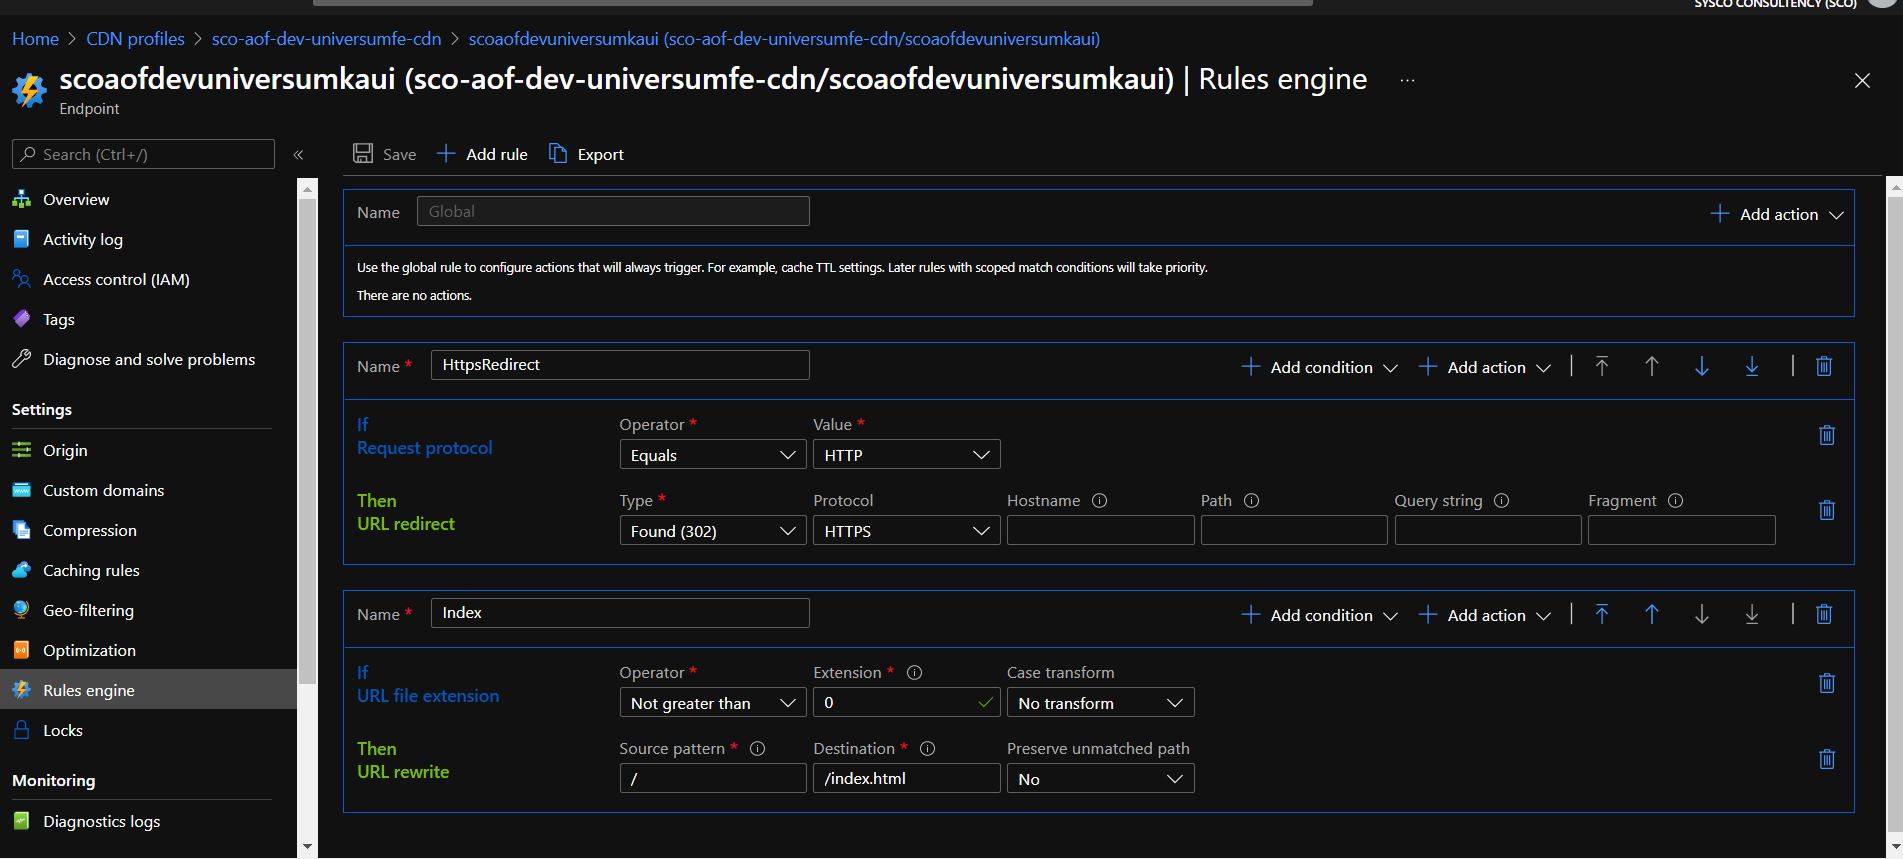 SYSCO CONSULTENCY (SCO)
Home > CDN profiles > sco-aof-dev-universumfe-cdn > scoaofdevuniversumkaui (sco-aof-dev-universumfe-cdn/scoaofdevuniversumkaui)
scoaofdevuniversumkaui (sco-aof-dev-universumfe-cdn/scoaofdevuniversumkaui) | Rules engine ...
Endpoint
Search (Ctrl+/) «
Overview
Activity log
Access control (IAM)
Tags
Diagnose and solve problems
Settings
Origin
Custom domains
Compression
Caching rules
Geo-filtering
Optimization
Rules engine
Locks
Monitoring
Diagnostics logs
Save Add rule Export
Name Global Add action
Use the global rule to configure actions that will always trigger. For example, cache TTL settings. Later rules with scoped match conditions will take priority.
There are no actions.
Name * HttpsRedirect Add condition Add action
If Operator * Value *
Request protocol Equals HTTP
Then Type * Protocol Hostname Path Query string Fragment
URL redirect Found (302) HTTPS
Name * Index Add condition Add action
If Operator * Extension * Case transform
URL file extension Not greater than 0 No transform
Then Source pattern * Destination * Preserve unmatched path
URL rewrite / /index.html No